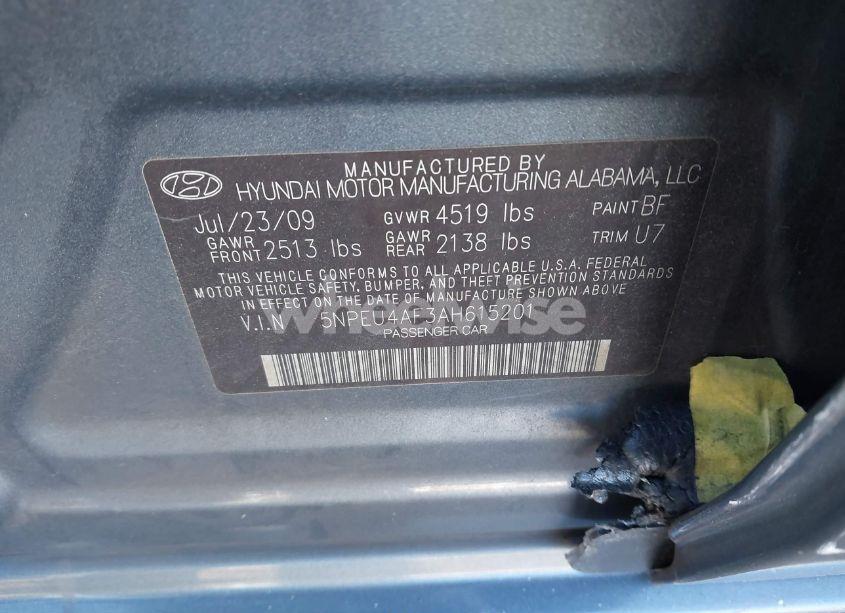 MANUFACTURED BY
HYUNDAI MOTOR MANUFACTURING ALABAMA, LLC
Jul/23/09 GVWR 4519 lbs PAINT BF
GAWR FRONT 2513 lbs GAWR REAR 2138 lbs TRIM U7
THIS VEHICLE CONFORMS TO ALL APPLICABLE U.S.A. FEDERAL
MOTOR VEHICLE SAFETY, BUMPER, AND THEFT PREVENTION STANDARDS
IN EFFECT ON THE DATE OF MANUFACTURE SHOWN ABOVE
V.I.N 5NPEU4AF3AH615201
wheelwise
PASSENGER CAR